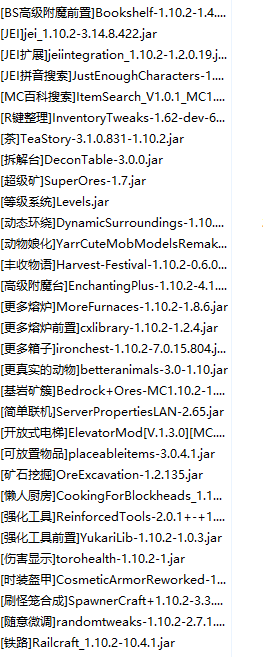 [BS高级附魔前置]Bookshelf-1.10.2-1.4....
[JEI]jei_1.10.2-3.14.8.422.jar
[JEI扩展]jeiintegration_1.10.2-1.2.0.19.j...
[JEI拼音搜索]JustEnoughCharacters-1....
[MC百科搜索]ItemSearch_V1.0.1_MC1....
[R键整理]InventoryTweaks-1.62-dev-6...
[茶]TeaStory-3.1.0.831-1.10.2.jar
[拆解台]DeconTable-3.0.0.jar
[超级矿]SuperOres-1.7.jar
[等级系统]Levels.jar
[动态环绕]DynamicSurroundings-1.10....
[动物娘化]YarrCuteMobModelsRemak...
[丰收物语]Harvest-Festival-1.10.2-0.6.0...
[高级附魔台]EnchantingPlus-1.10.2-4.1....
[更多熔炉]MoreFurnaces-1.10.2-1.8.6.jar
[更多熔炉前置]cxlibrary-1.10.2-1.2.4.jar
[更多箱子]ironchest-1.10.2-7.0.15.804.j...
[更真实的动物]betteranimals-3.0-1.10.jar
[基岩矿簇]Bedrock+Ores-MC1.10.2-1....
[简单联机]ServerPropertiesLAN-2.65.jar
[开放式电梯]ElevatorMod[V.1.3.0][MC....
[可放置物品]placeableitems-3.0.4.1.jar
[矿石挖掘]OreExcavation-1.2.135.jar
[懒人厨房]CookingForBlockheads_1.1...
[强化工具]ReinforcedTools-2.0.1+-+1....
[强化工具前置]YukariLib-1.10.2-1.0.3.jar
[伤害显示]torohealth-1.10.2-1.jar
[时装盔甲]CosmeticArmorReworked-1...
[刷怪笼合成]SpawnerCraft+1.10.2-3.3....
[随意微调]randomtweaks-1.10.2-2.7.1....
[铁路]Railcraft_1.10.2-10.4.1.jar